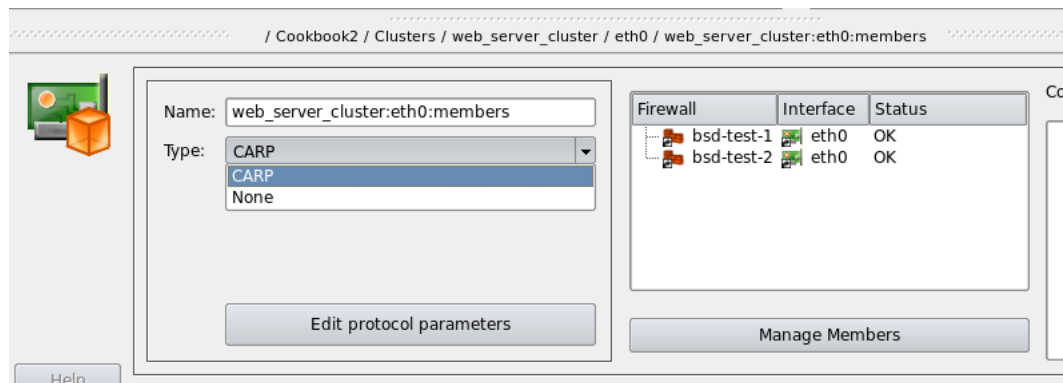 / Cookbook2 / Clusters / web_server_cluster / eth0 / web_server_cluster:eth0:members
Name: web_server_cluster:eth0:members
Type: CARP
CARP
None
Edit protocol parameters
Firewall Interface Status
bsd-test-1 eth0 OK
bsd-test-2 eth0 OK
Manage Members
Co
Help